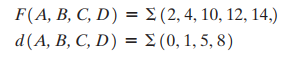 F(A, B, C, D) = Σ(2, 4, 10, 12, 14,)
d(A, B, C, D) = Σ(0, 1, 5, 8)